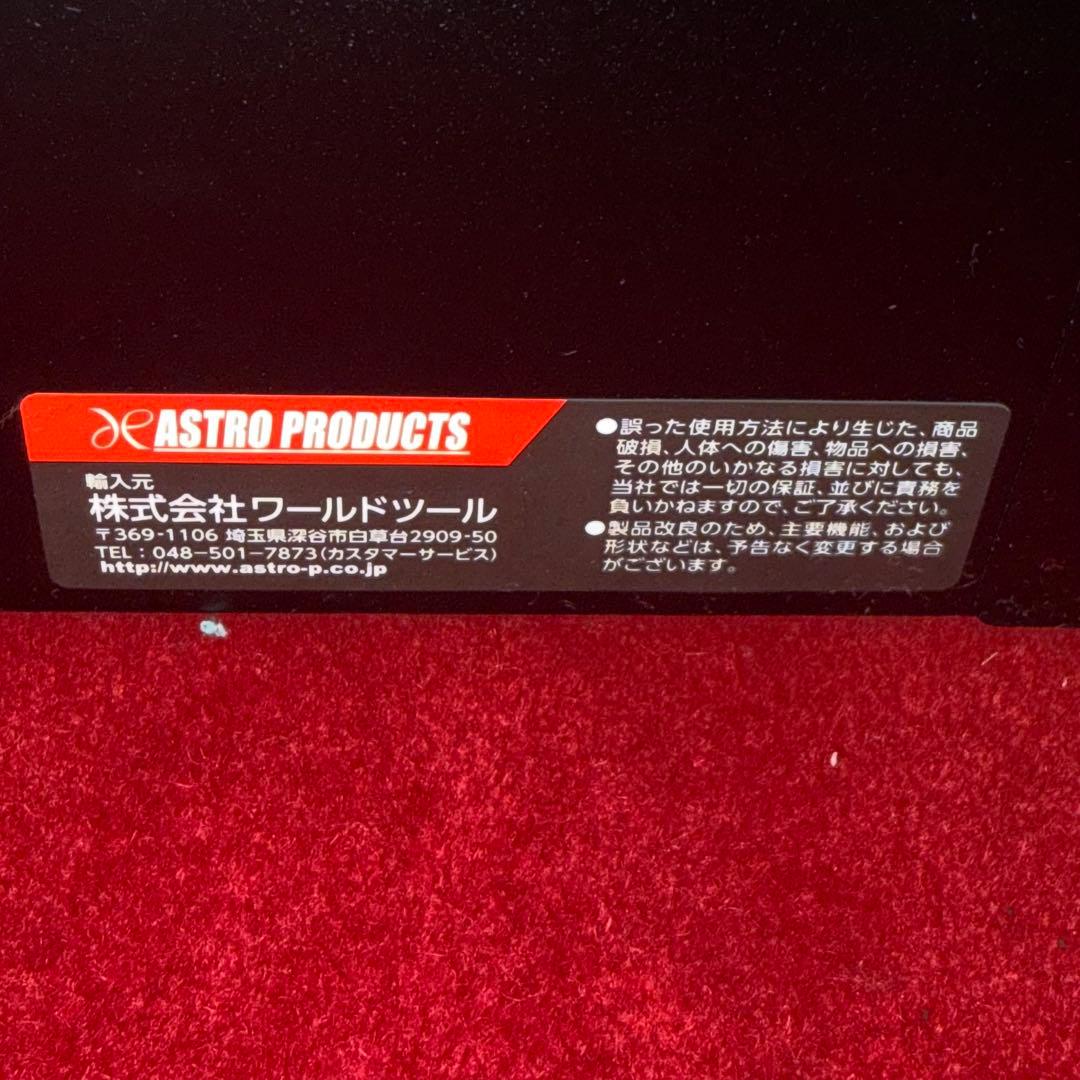 ASTRO PRODUCTS
輸入元
株式会社ワールドツール
〒369-1106 埼玉県深谷市白草台2909-50
TEL：048-501-7873(カスタマーサービス)
http://www.astro-p.co.jp
●誤った使用方法により生じた、商品
破損、人体への傷害、物品への損害、
その他のいかなる損害に対しても、
当社では一切の保証、並びに責務を
負いかねますので、ご了承ください。
●製品改良のため、主要機能、および
形状などは、予告なく変更する場合
がございます。